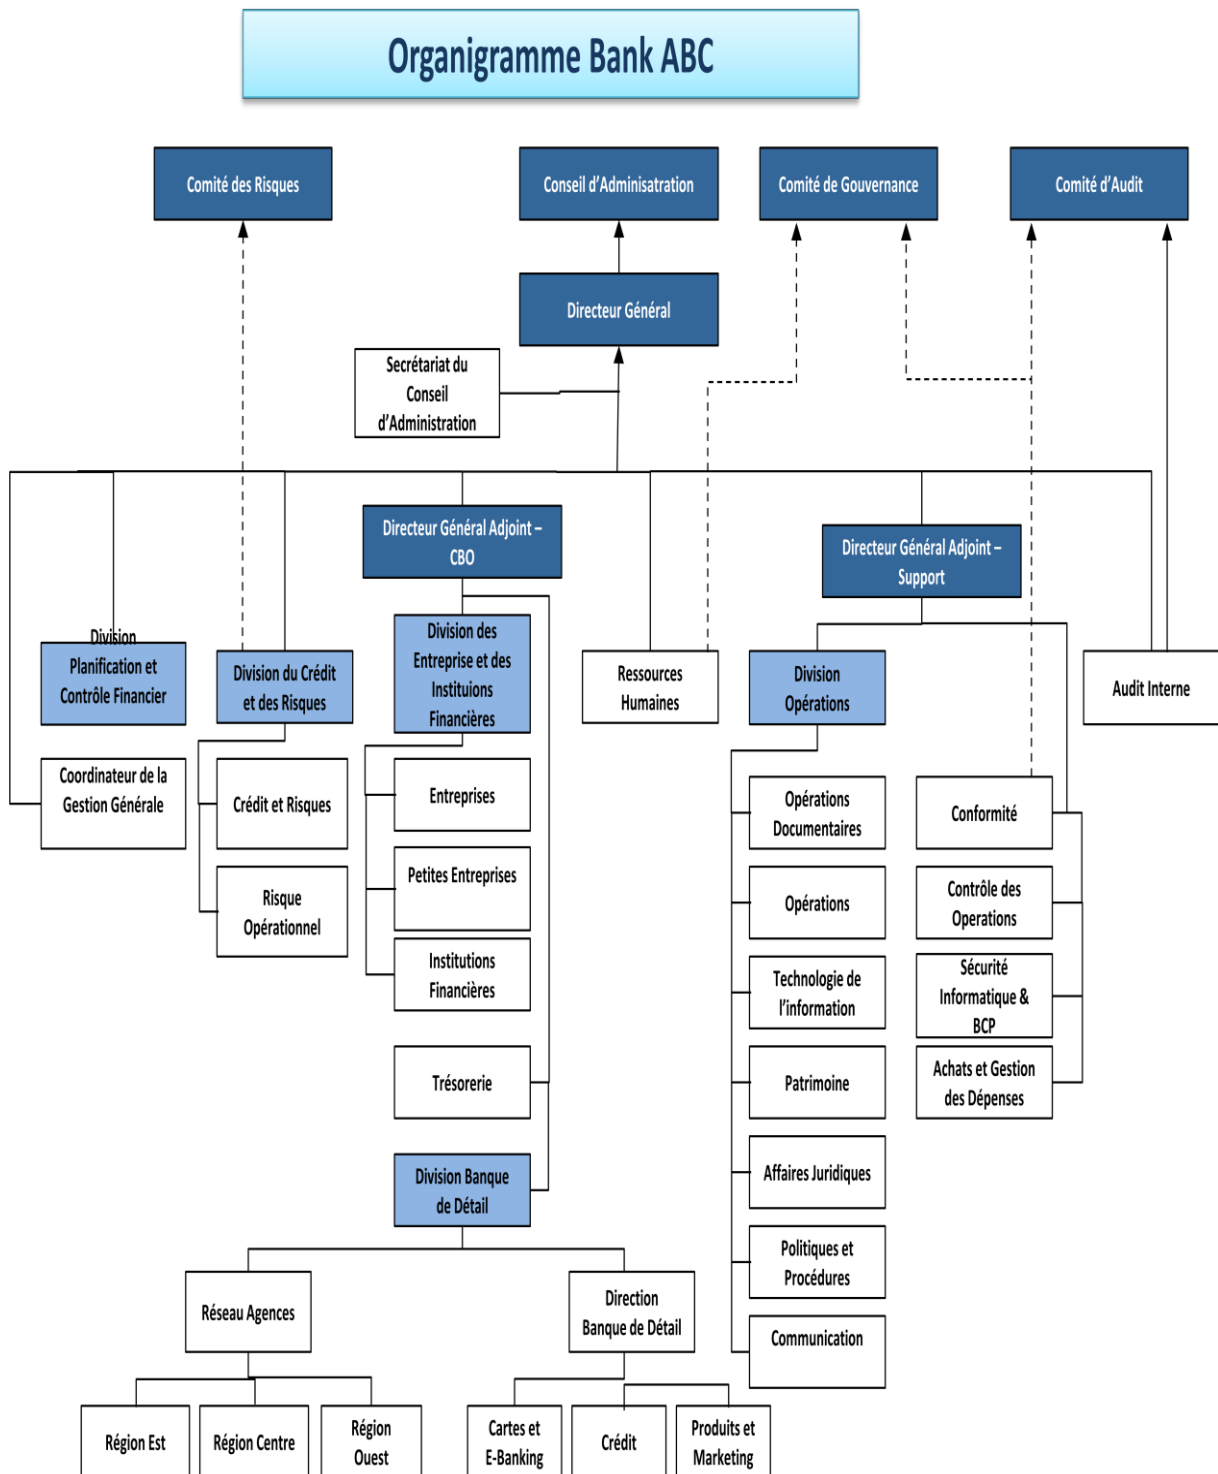 Organigramme Bank ABC
Comité des Risques
Conseil d'Adminisatration
Comité de Gouvernance
Comité d'Audit
Directeur Général
Secrétariat du
Conseil
d'Administration
Directeur Général Adjoint –
CBO
Directeur Général Adjoint –
Support
Division
Planification et
Contrôle Financier
Division du Crédit
et des Risques
Division des
Entreprise et des
Instituions
Financières
Ressources
Humaines
Division
Opérations
Audit Interne
Coordinateur de la
Gestion Générale
Crédit et Risques
Entreprises
Opérations
Documentaires
Conformité
Risque
Opérationnel
Petites Entreprises
Opérations
Contrôle des
Operations
Institutions
Financières
Technologie de
l'information
Sécurité
Informatique &
BCP
Trésorerie
Patrimoine
Achats et Gestion
des Dépenses
Division Banque
de Détail
Affaires Juridiques
Politiques et
Procédures
Réseau Agences
Direction
Banque de Détail
Communication
Région Est
Région Centre
Région
Ouest
Cartes et
E-Banking
Crédit
Produits et
Marketing